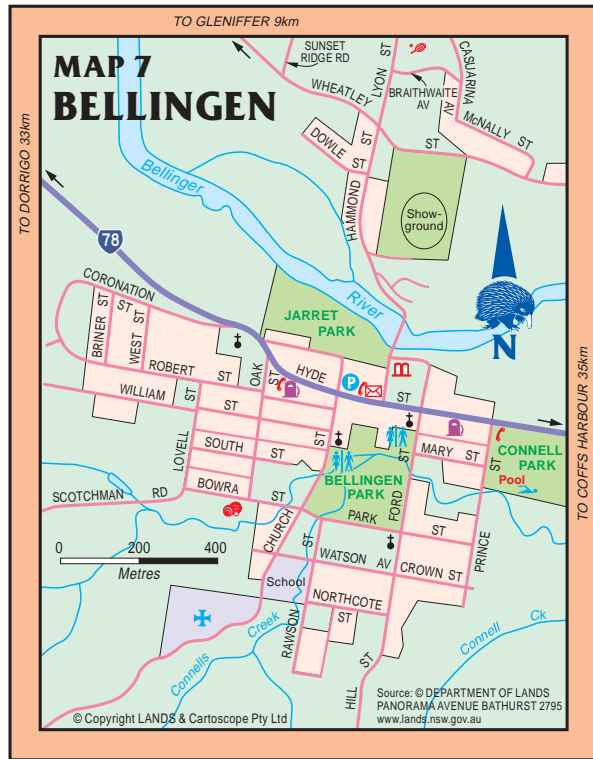 TO GLENIFFER 9km
MAP 7
BELLINGEN
SUNSET
RIDGE RD
LYON ST
CASUARINA
BRAITHWAITE
AV
AV
McNALLY ST
WHEATLEY ST
DOWLE ST
HAMMOND ST
Show-
ground
TO DORRIGO 33km
Bellinger
River
78
CORONATION
BRINER ST
WEST ST
JARRET
PARK
ROBERT ST
OAK ST
HYDE ST
P
N
WILLIAM ST
LOVELL ST
SOUTH ST
MARY ST
CONNELL
PARK
Pool
TO COFFS HARBOUR 35km
BOWRA ST
SCOTCHMAN RD
BELLINGEN
PARK
FORD ST
PARK ST
CHURCH ST
PRINCE ST
0 200 400
Metres
WATSON AV
CROWN ST
School
NORTHCOTE
ST
RAWSON ST
HILL ST
Connells Creek
Connell Ck
Source: © DEPARTMENT OF LANDS
PANORAMA AVENUE BATHURST 2795
www.lands.nsw.gov.au
© Copyright LANDS & Cartoscope Pty Ltd